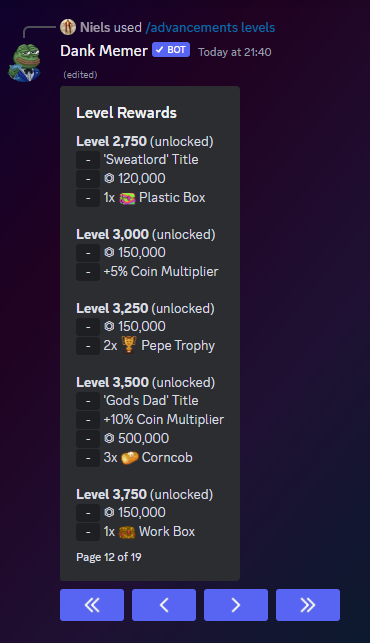 Niels used /advancements levels
Dank Memer ✓ BOT Today at 21:40
(edited)
Level Rewards
Level 2,750 (unlocked)
- 'Sweatlord' Title
- 120,000
- 1x Plastic Box
Level 3,000 (unlocked)
- 150,000
- +5% Coin Multiplier
Level 3,250 (unlocked)
- 150,000
- 2x Pepe Trophy
Level 3,500 (unlocked)
- 'God's Dad' Title
- +10% Coin Multiplier
- 500,000
- 3x Corncob
Level 3,750 (unlocked)
- 150,000
- 1x Work Box
Page 12 of 19